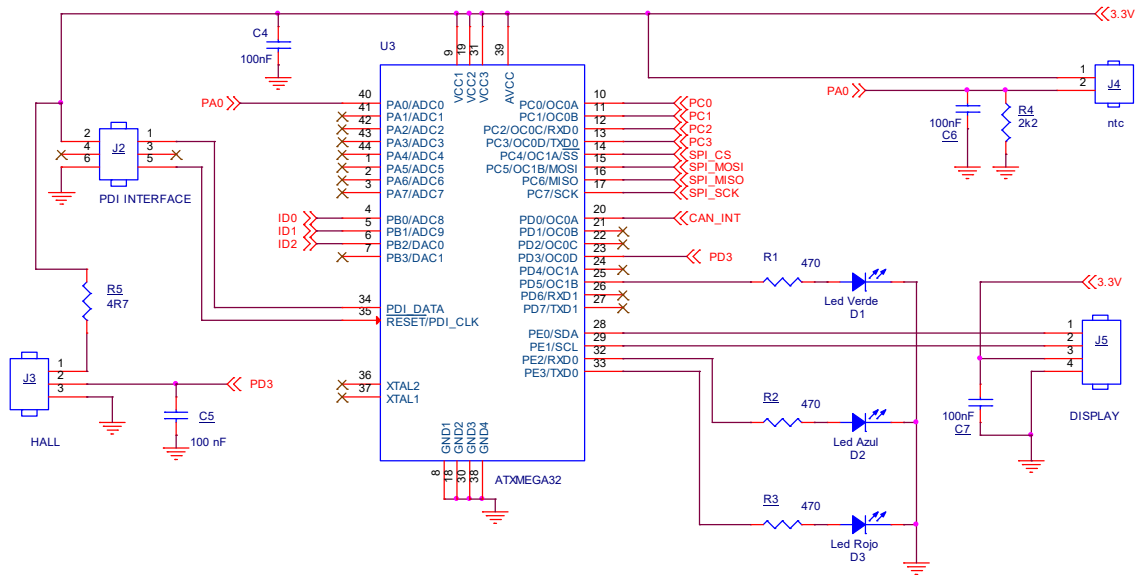 3.3V
C4
100nF
U3
9
19
31
39
VCC1
VCC2
VCC3
AVCC
40
41
42
43
44
1
2
3
PA0/ADC0
PA1/ADC1
PA2/ADC2
PA3/ADC3
PA4/ADC4
PA5/ADC5
PA6/ADC6
PA7/ADC7
PA0
4
5
6
7
PB0/ADC8
PB1/ADC9
PB2/DAC0
PB3/DAC1
ID0
ID1
ID2
34
35
PDI_DATA
RESET/PDI_CLK
36
37
XTAL2
XTAL1
GND1
GND2
GND3
GND4
8
18
30
38
ATXMEGA32
PC0/OC0A
PC1/OC0B
PC2/OC0C/RXD0
PC3/OC0D/TXD0
PC4/OC1A/SS
PC5/OC1B/MOSI
PC6/MISO
PC7/SCK
10
11
12
13
14
15
16
17
PC0
PC1
PC2
PC3
SPI_CS
SPI_MOSI
SPI_MISO
SPI_SCK
PD0/OC0A
PD1/OC0B
PD2/OC0C
PD3/OC0D
PD4/OC1A
PD5/OC1B
PD6/RXD1
PD7/TXD1
20
21
22
23
24
25
26
27
CAN_INT
PD3
PE0/SDA
PE1/SCL
PE2/RXD0
PE3/TXD0
28
29
32
33
2
4
6
J2
1
3
5
PDI INTERFACE
R5
4R7
J3
1
2
3
HALL
PD3
C5
100 nF
PA0
100nF
C6
R4
2k2
1
2
J4
ntc
R1
470
Led Verde
D1
R2
470
Led Azul
D2
R3
470
Led Rojo
D3
3.3V
1
2
3
4
J5
DISPLAY
100nF
C7